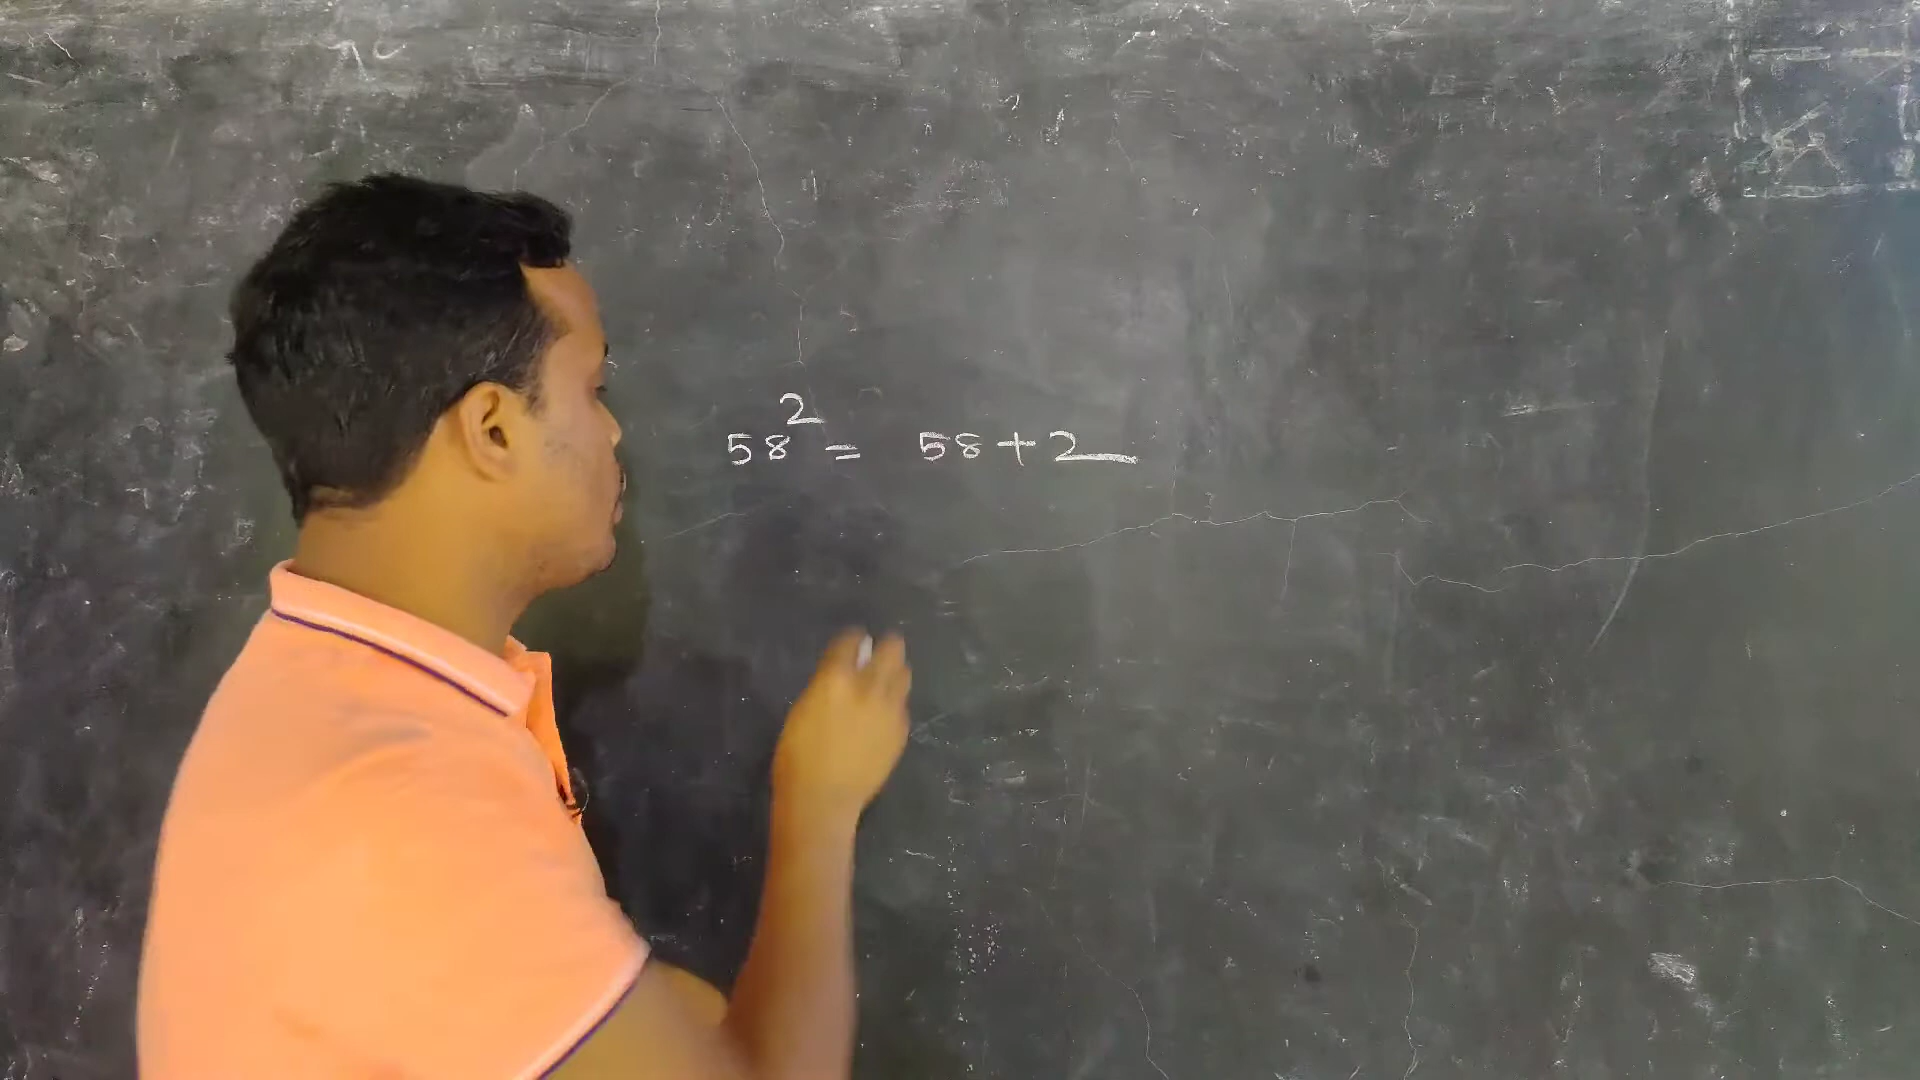 58² = 58 + 2